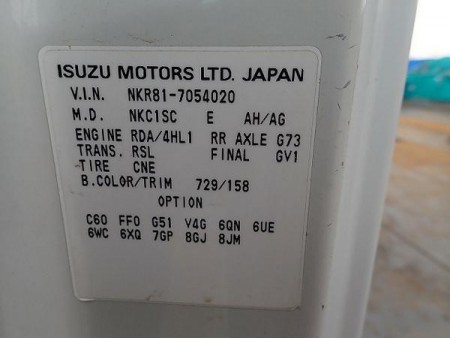 ISUZU MOTORS LTD. JAPAN
V.I.N. NKR81-7054020
M.D. NKC1SC E AH/AG
ENGINE RDA/4HL1 RR AXLE G73
TRANS. RSL FINAL GV1
TIRE CNE
B.COLOR/TRIM 729/158
OPTION
C60 FF0 G51 V4G 6QN 6UE
6WC 6XQ 7GP 8GJ 8JM